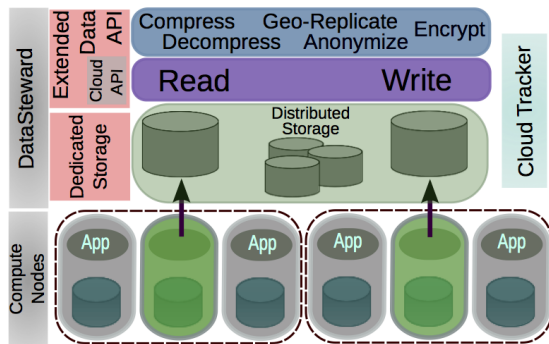 DataSteward
Extended
Data
API
Cloud
API
Compress
Geo-Replicate
Encrypt
Decompress
Anonymize
Read
Write
Cloud Tracker
Dedicated
Storage
Distributed
Storage
Compute
Nodes
App
App
App
App